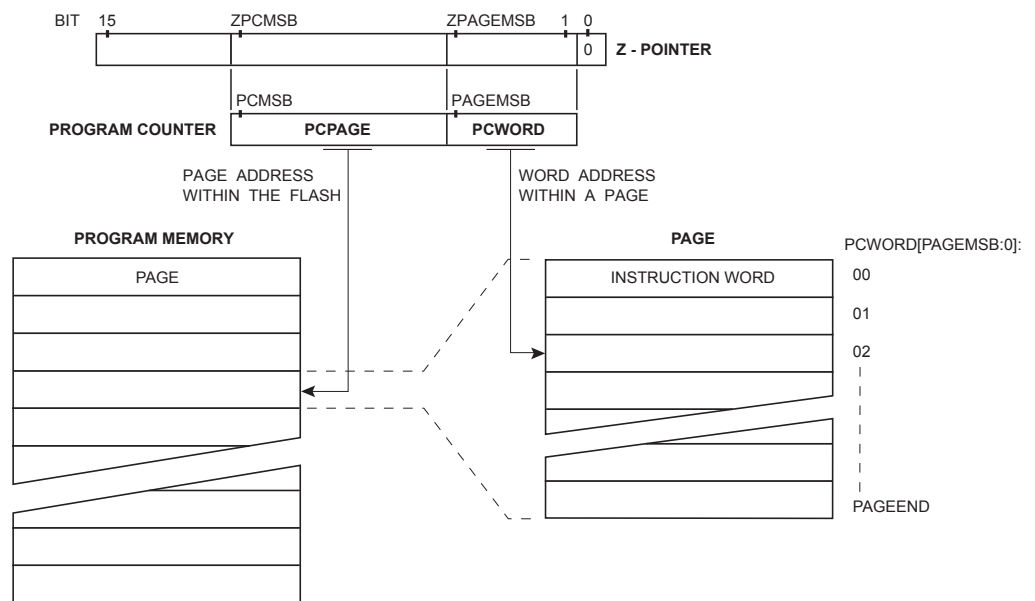 BIT 15 ZPCMSB ZPAGEMSB 1 0
0 Z - POINTER
PCMSB PAGEMSB
PROGRAM COUNTER PCPAGE PCWORD
PAGE ADDRESS
WITHIN THE FLASH
WORD ADDRESS
WITHIN A PAGE
PROGRAM MEMORY
PAGE
PAGE
PCWORD[PAGEMSB:0]:
INSTRUCTION WORD
00
01
02
PAGEEND